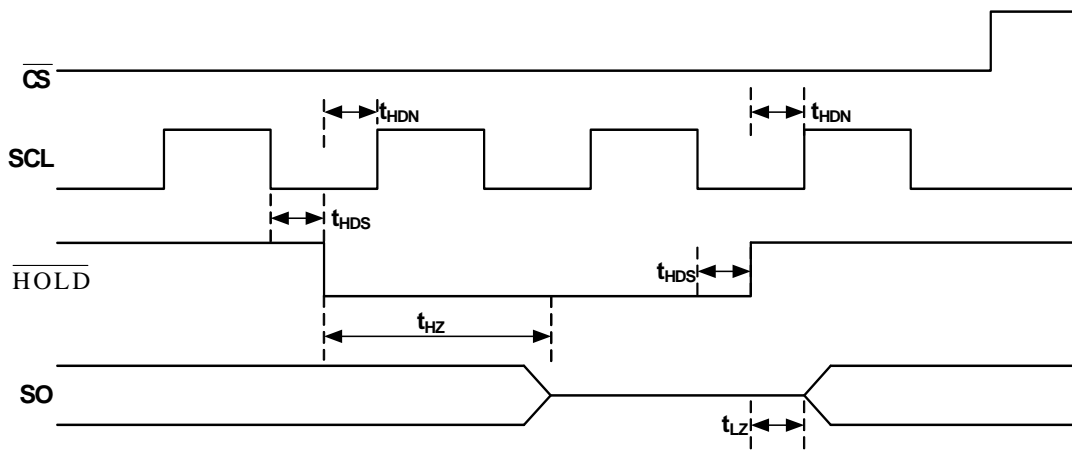 CS
tHDN
tHDN
SCL
tHDS
HOLD
tHDS
tHZ
SO
tLZ